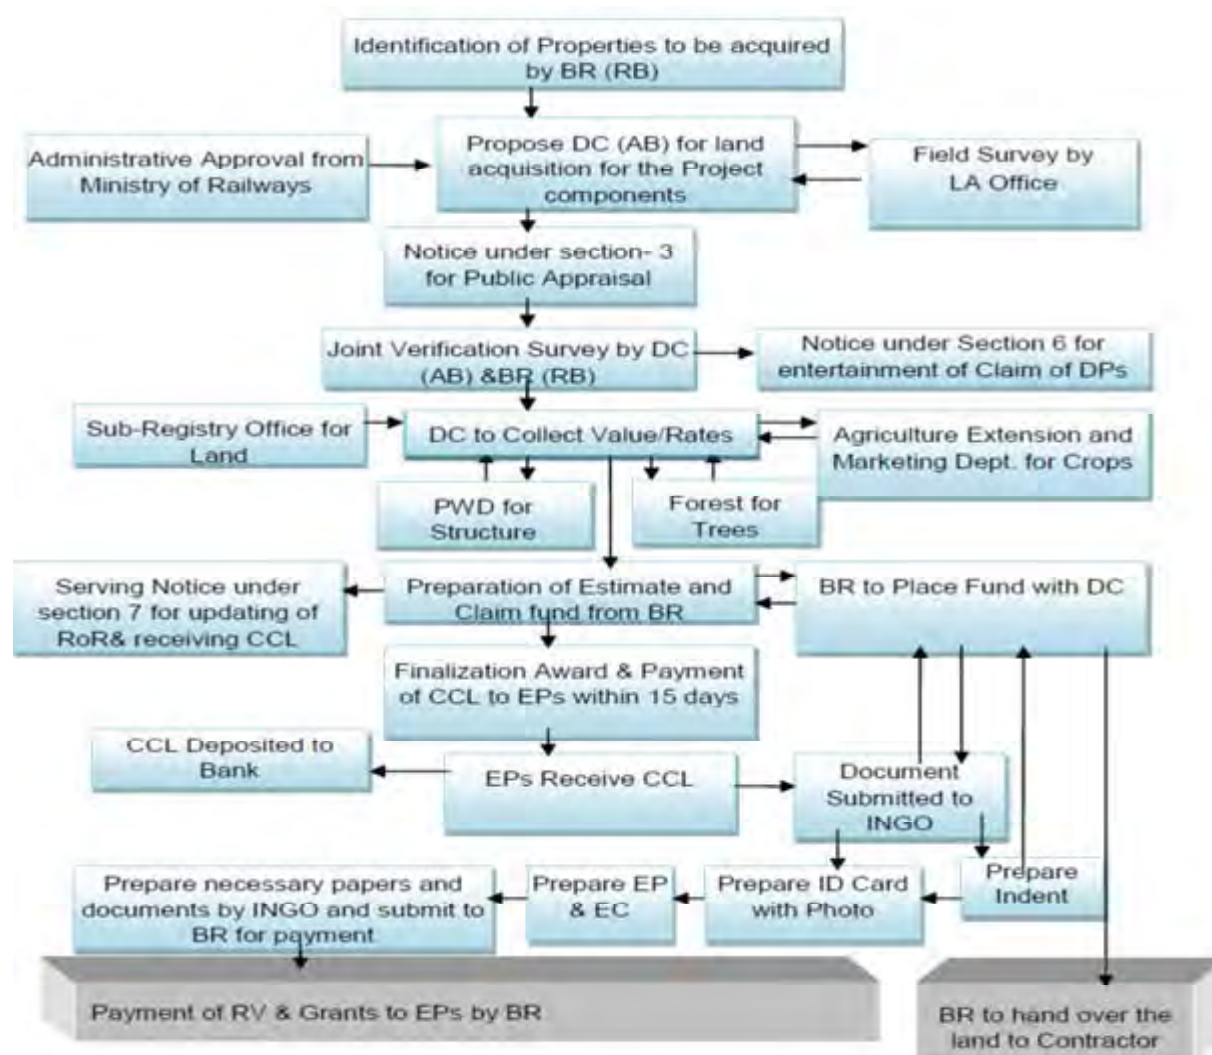 Identification of Properties to be acquired
by BR (RB)
Administrative Approval from
Ministry of Railways
Propose DC (AB) for land
acquisition for the Project
components
Field Survey by
LA Office
Notice under section- 3
for Public Appraisal
Joint Verification Survey by DC
(AB) &BR (RB)
Notice under Section 6 for
entertainment of Claim of DPs
Sub-Registry Office for
Land
DC to Collect Value/Rates
Agriculture Extension and
Marketing Dept. for Crops
PWD for
Structure
Forest for
Trees
Serving Notice under
section 7 for updating of
RoR& receiving CCL
Preparation of Estimate and
Claim fund from BR
BR to Place Fund with DC
Finalization Award & Payment
of CCL to EPs within 15 days
CCL Deposited to
Bank
EPs Receive CCL
Document
Submitted to
INGO
Prepare necessary papers and
documents by INGO and submit to
BR for payment
Prepare EP
& EC
Prepare ID Card
with Photo
Prepare
Indent
Payment of RV & Grants to EPs by BR
BR to hand over the
land to Contractor